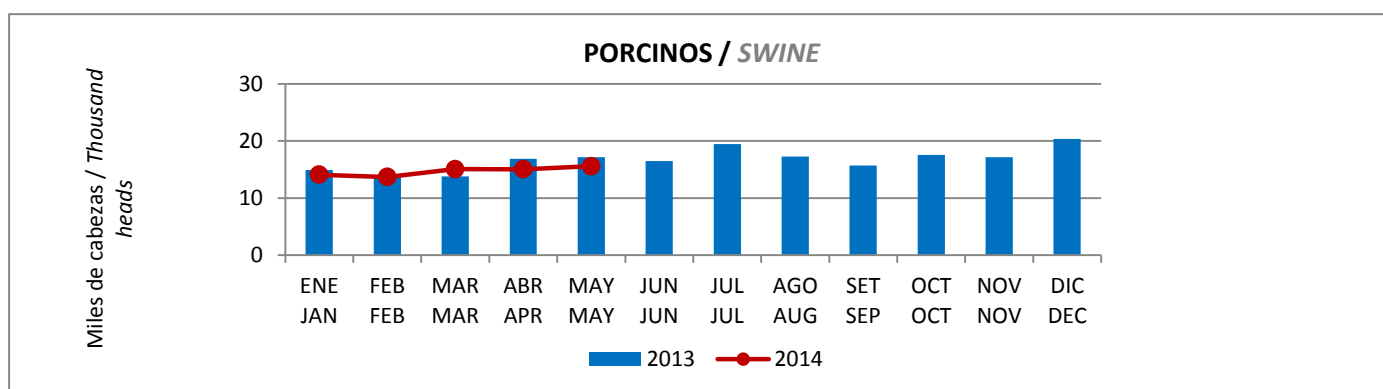 PORCINOS / SWINE
Miles de cabezas / Thousand
heads
30
20
10
0
ENE FEB MAR ABR MAY JUN JUL AGO SET OCT NOV DIC
JAN FEB MAR APR MAY JUN JUL AUG SEP OCT NOV DEC
2013 2014